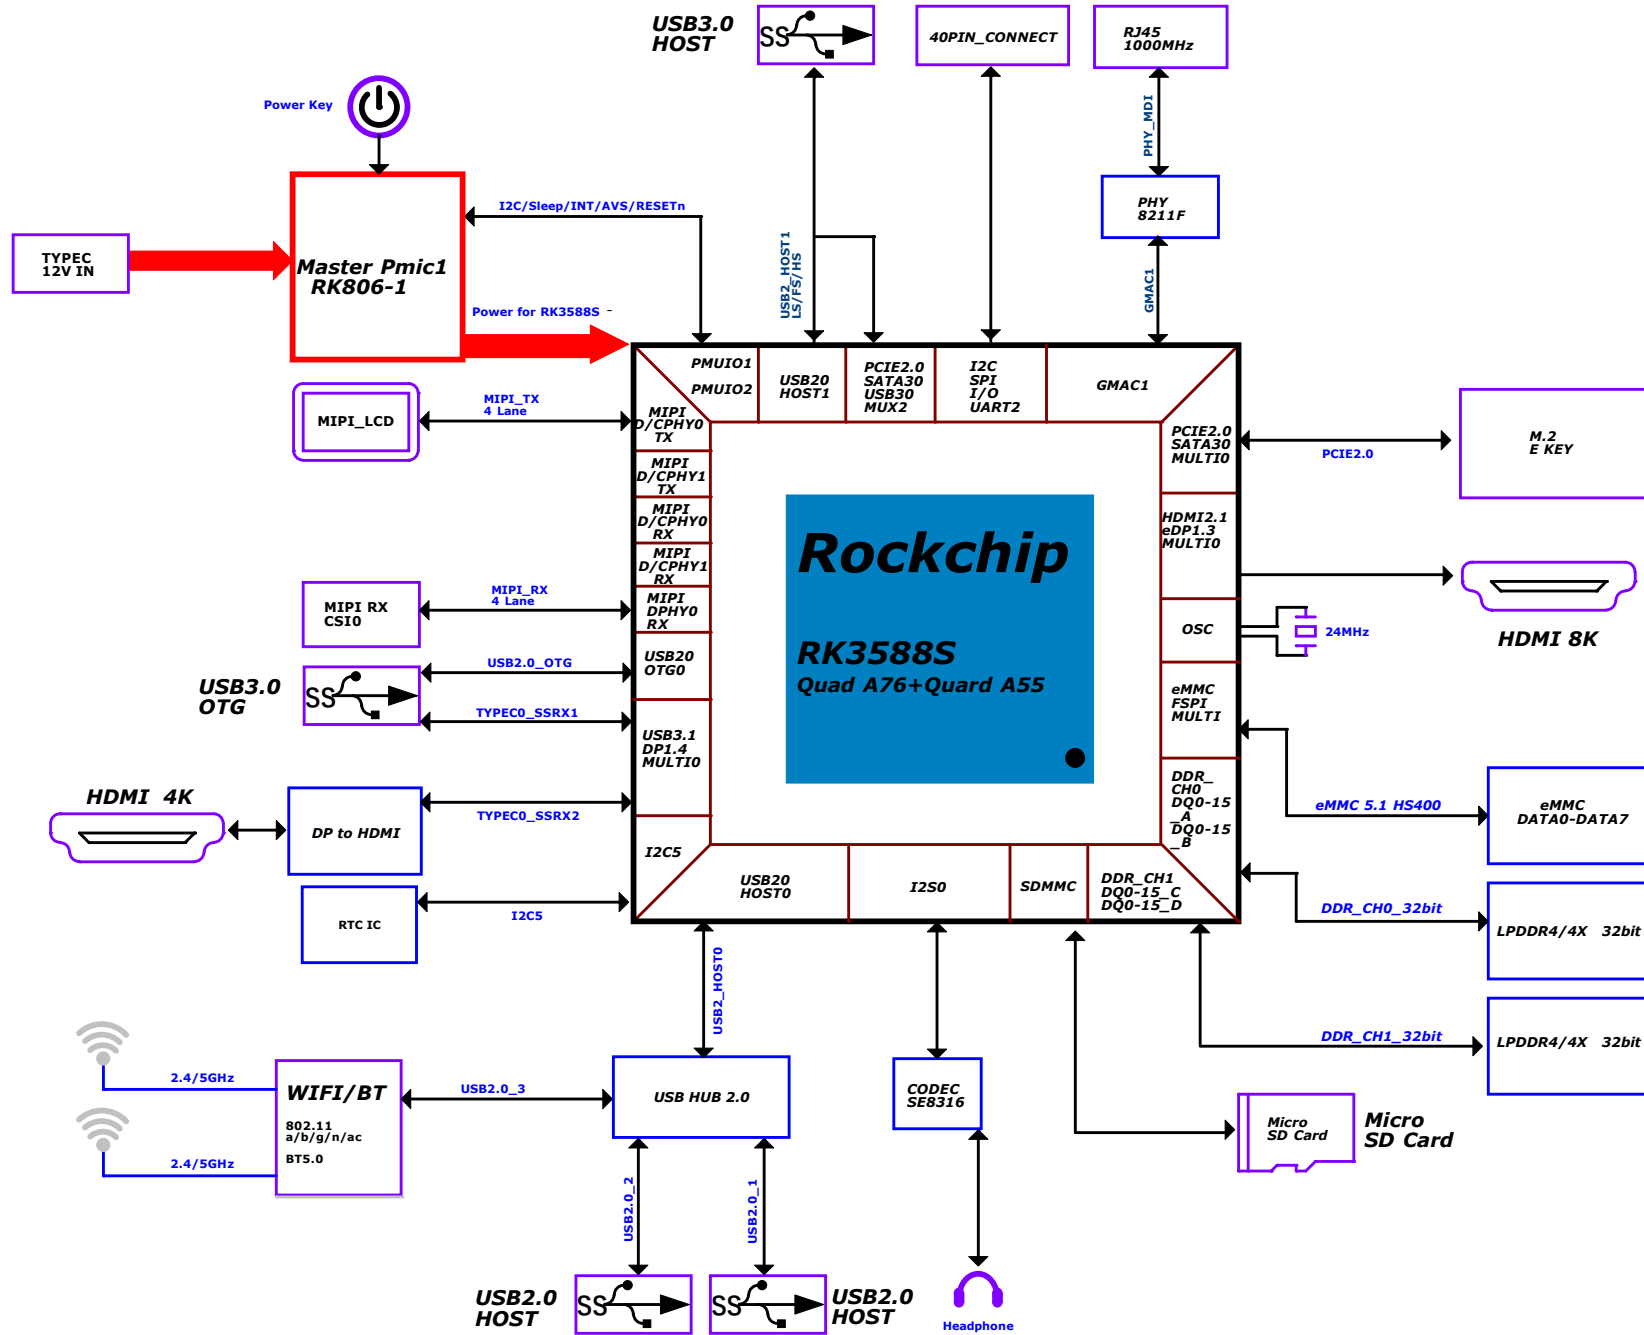 USB3.0
HOST
SS
40PIN_CONNECT
RJ45
1000MHz
Power Key
PHY_MDI
PHY
8211F
I2C/Sleep/INT/AVS/RESETn
TYPEC
12V IN
Master Pmic1
RK806-1
USB2_HOST1
LS/FS/HS
GMAC1
Power for RK3588S -
PMUIO1
PMUIO2
USB20
HOST1
PCIE2.0
SATA30
USB30
MUX2
I2C
SPI
I/O
UART2
GMAC1
MIPI_LCD
MIPI_TX
4 Lane
MIPI
D/CPHY0
TX
MIPI
D/CPHY1
TX
MIPI
D/CPHY0
RX
MIPI
D/CPHY1
RX
MIPI
DPHY0
RX
PCIE2.0
SATA30
MULTI0
PCIE2.0
M.2
E KEY
HDMI2.1
eDP1.3
MULTI0
HDMI 8K
Rockchip
RK3588S
Quad A76+Quard A55
MIPI RX
CSI0
MIPI_RX
4 Lane
OSC
24MHz
USB3.0
OTG
SS
USB2.0_OTG
TYPEC0_SSRX1
USB20
OTG0
USB3.1
DP1.4
MULTI0
eMMC
FSPI
MULTI
HDMI 4K
DP to HDMI
TYPEC0_SSRX2
DDR_
CH0
DQ0-15
_A
DQ0-15
_B
eMMC 5.1 HS400
eMMC
DATA0-DATA7
I2C5
RTC IC
I2C5
USB20
HOST0
I2S0
SDMMC
DDR_CH1
DQ0-15_C
DQ0-15_D
DDR_CH0_32bit
LPDDR4/4X 32bit
USB2_HOST0
DDR_CH1_32bit
LPDDR4/4X 32bit
2.4/5GHz
2.4/5GHz
WIFI/BT
802.11
a/b/g/n/ac
BT5.0
USB2.0_3
USB HUB 2.0
CODEC
SE8316
Micro
SD Card
Micro
SD Card
USB2.0_2
USB2.0_1
USB2.0
HOST
SS
SS
USB2.0
HOST
Headphone